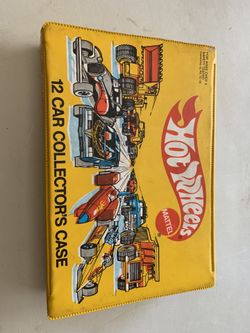 Hot Wheels
MATTEL
12 CAR COLLECTOR'S CASE